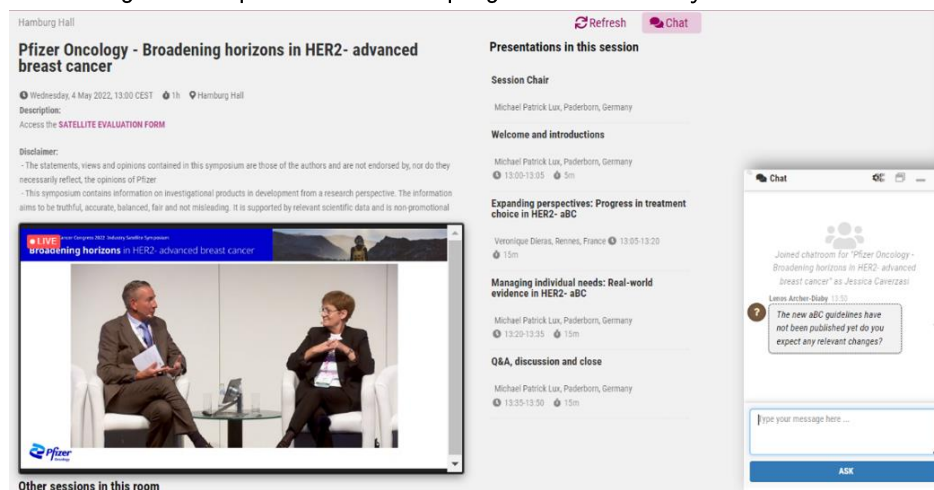 Hamburg Hall
Refresh
Chat
Pfizer Oncology - Broadening horizons in HER2- advanced
breast cancer
Wednesday, 4 May 2022, 13:00 CEST 1h Hamburg Hall
Description:
Access the SATELLITE EVALUATION FORM
Disclaimer:
- The statements, views and opinions contained in this symposium are those of the authors and are not endorsed by, nor do they
necessarily reflect, the opinions of Pfizer
- This symposium contains information on investigational products in development from a research perspective. The information
aims to be truthful, accurate, balanced, fair and not misleading. It is supported by relevant scientific data and is non-promotional
LIVE
Cancer Congress 2022 Industry Satellite Symposium
Broadening horizons in HER2- advanced breast cancer
Pfizer
Oncology
Other sessions in this room
Presentations in this session
Session Chair
Michael Patrick Lux, Paderborn, Germany
Welcome and introductions
Michael Patrick Lux, Paderborn, Germany
13:00-13:05 5m
Expanding perspectives: Progress in treatment
choice in HER2- aBC
Veronique Dieras, Rennes, France 13:05-13:20
15m
Managing individual needs: Real-world
evidence in HER2- aBC
Michael Patrick Lux, Paderborn, Germany
13:20-13:35 15m
Q&A, discussion and close
Michael Patrick Lux, Paderborn, Germany
13:35-13:50 15m
Chat
Joined chatroom for "Pfizer Oncology -
Broadening horizons in HER2- advanced
breast cancer" as Jessica Caverzasi
Lenos Archer-Diaby 13:50
?
The new aBC guidelines have
not been published yet do you
expect any relevant changes?
Type your message here ...
ASK